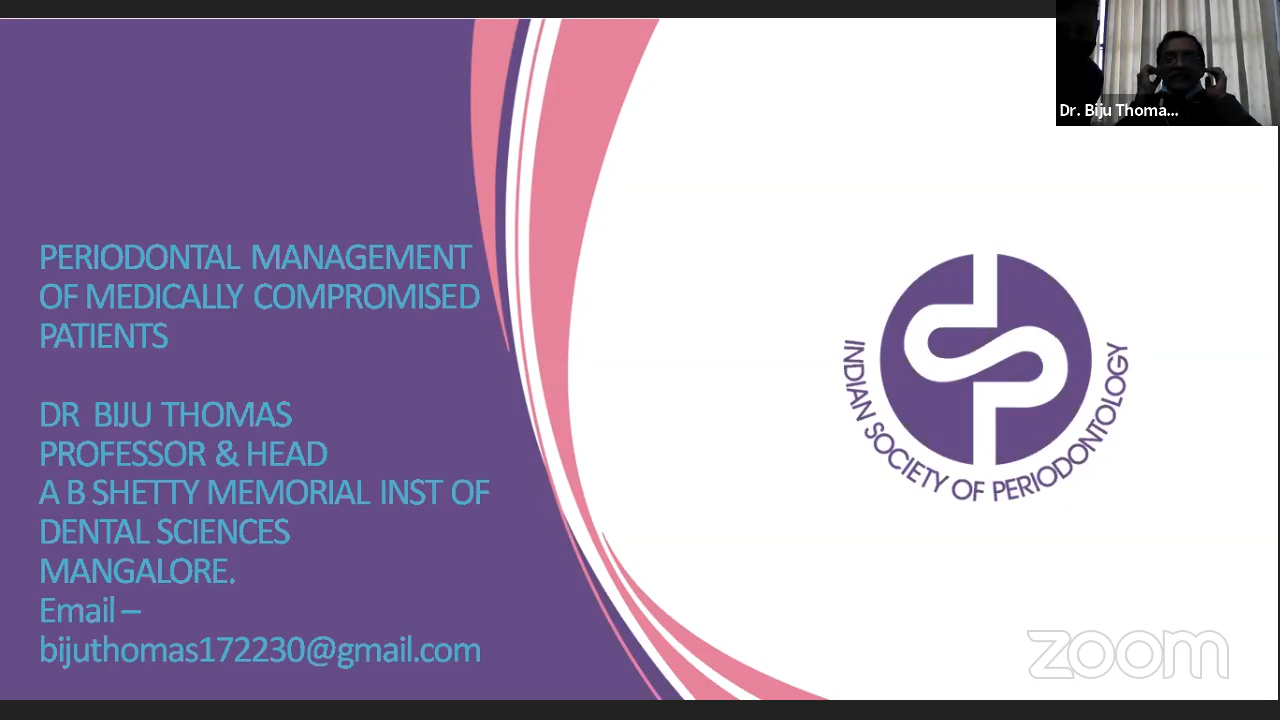 Dr. Biju Thoma...
PERIODONTAL MANAGEMENT
OF MEDICALLY COMPROMISED
PATIENTS
DR BIJU THOMAS
PROFESSOR & HEAD
A B SHETTY MEMORIAL INST OF
DENTAL SCIENCES
MANGALORE.
Email –
bijuthomas172230@gmail.com
INDIAN SOCIETY OF PERIODONTOLOGY
zoom